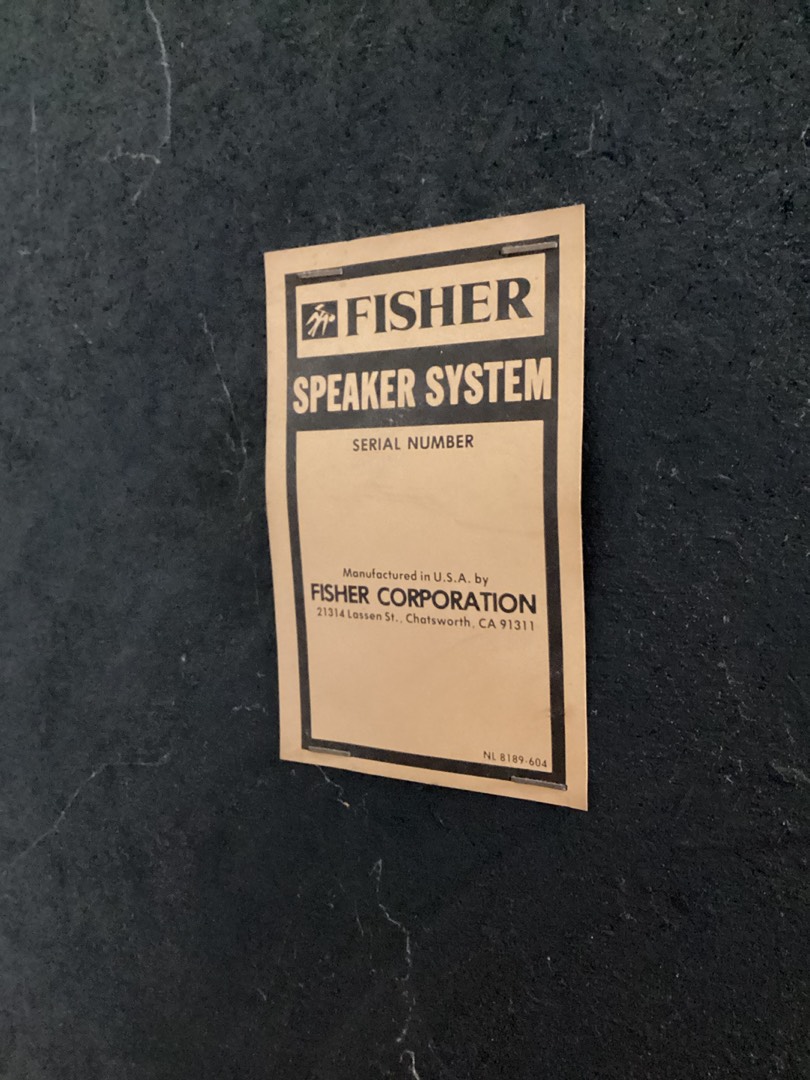 FISHER
SPEAKER SYSTEM
SERIAL NUMBER
Manufactured in U.S.A. by
FISHER CORPORATION
21314 Lassen St., Chatsworth, CA 91311
NL 8189-604